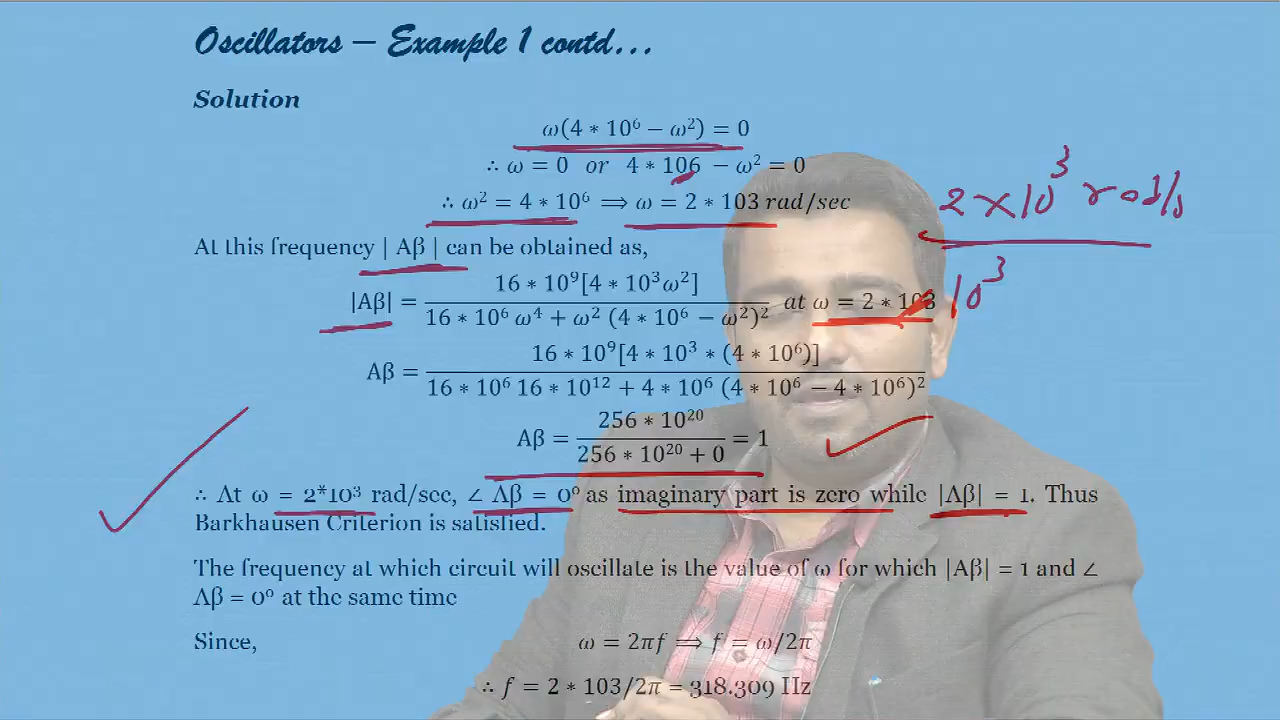 Oscillators – Example 1 contd...
Solution
ω(4 * 10⁶ − ω²) = 0
∴ ω = 0 or 4 * 106 − ω² = 0
∴ ω² = 4 * 10⁶ ⟹ ω = 2 * 103 rad/sec
2 × 10³ rad/s
At this frequency | Aβ | can be obtained as,
|Aβ| = 16 * 10⁹[4 * 10³ω²] / 16 * 10⁶ ω⁴ + ω² (4 * 10⁶ − ω²)² at ω = 2 * 103
10³
Aβ = 16 * 10⁹[4 * 10³ * (4 * 10⁶)] / 16 * 10⁶ 16 * 10¹² + 4 * 10⁶ (4 * 10⁶ − 4 * 10⁶)²
Aβ = 256 * 10²⁰ / 256 * 10²⁰ + 0 = 1
∴ At ω = 2*10³ rad/sec, ∠ Aβ = 0º as imaginary part is zero while |Aβ| = 1. Thus
Barkhausen Criterion is satisfied.
The frequency at which circuit will oscillate is the value of ω for which |Aβ| = 1 and ∠
Aβ = 0º at the same time
Since, ω = 2πf ⟹ f = ω/2π
∴ f = 2 * 103/2π = 318.309 Hz